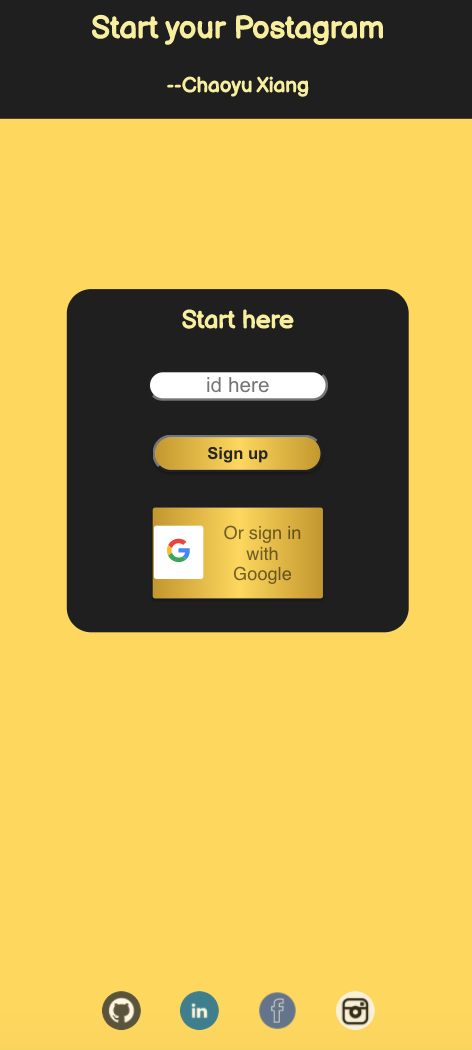 Start your Postagram
--Chaoyu Xiang
Start here
id here
Sign up
Or sign in
with
Google
in
f